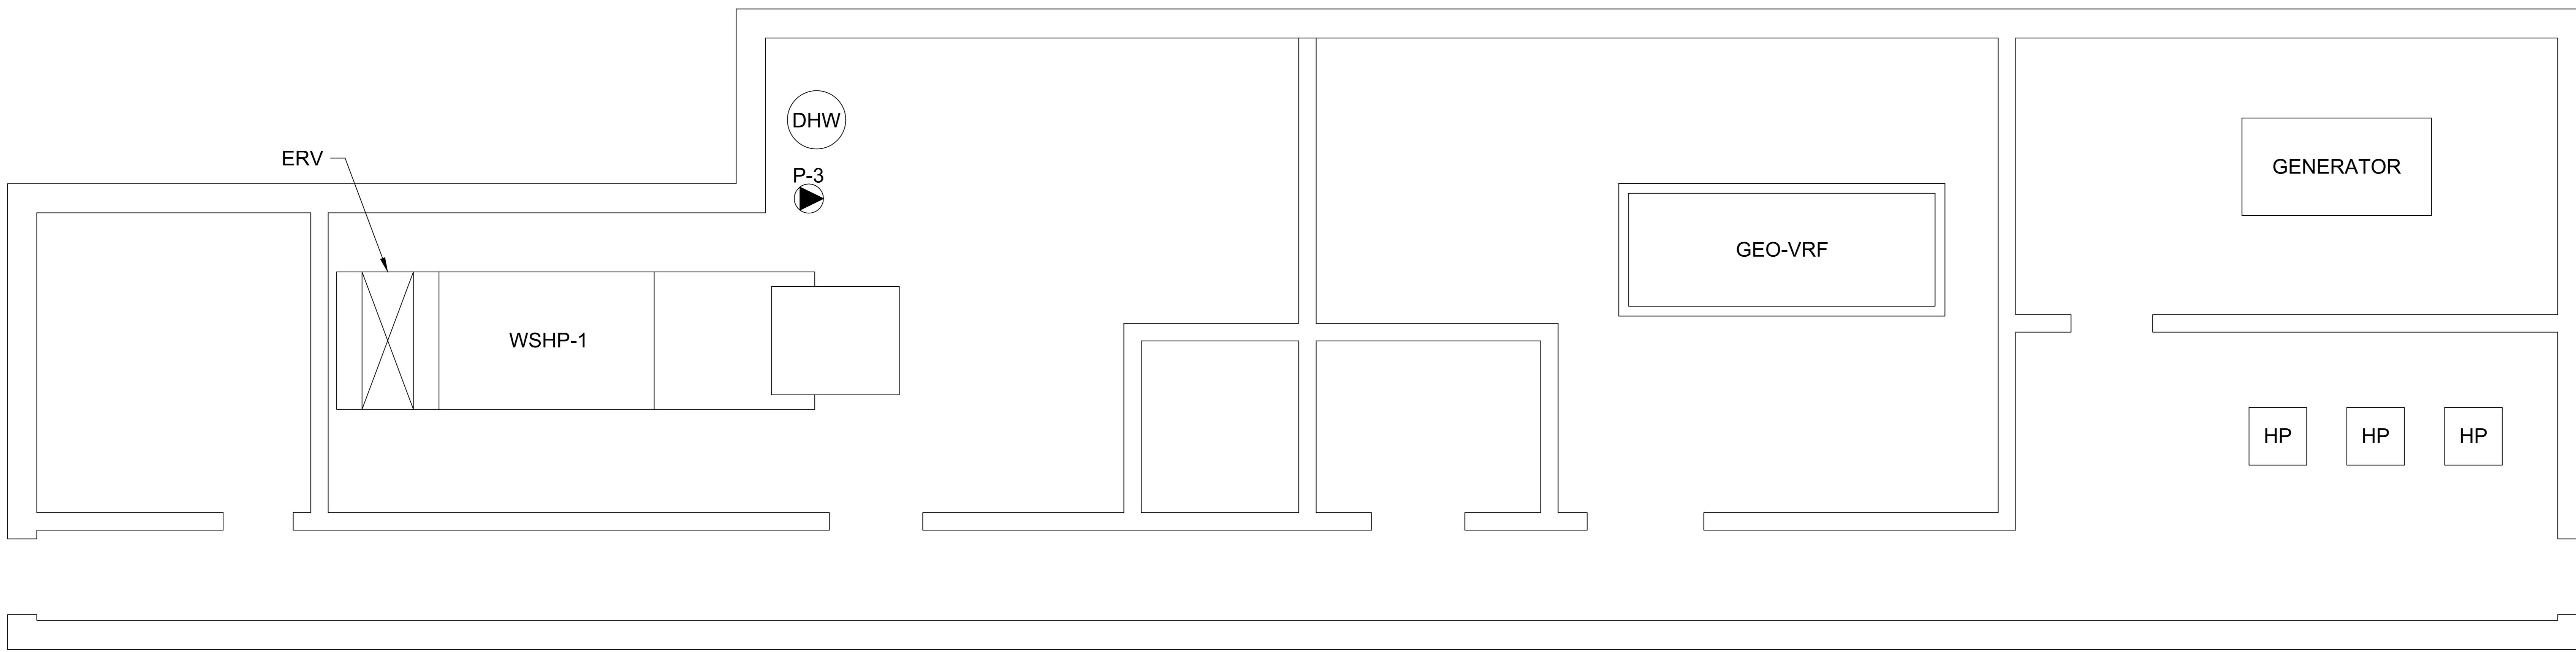 DHW
ERV
P-3
GENERATOR
GEO-VRF
WSHP-1
HP
HP
HP